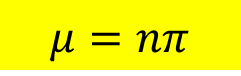 μ = nπ